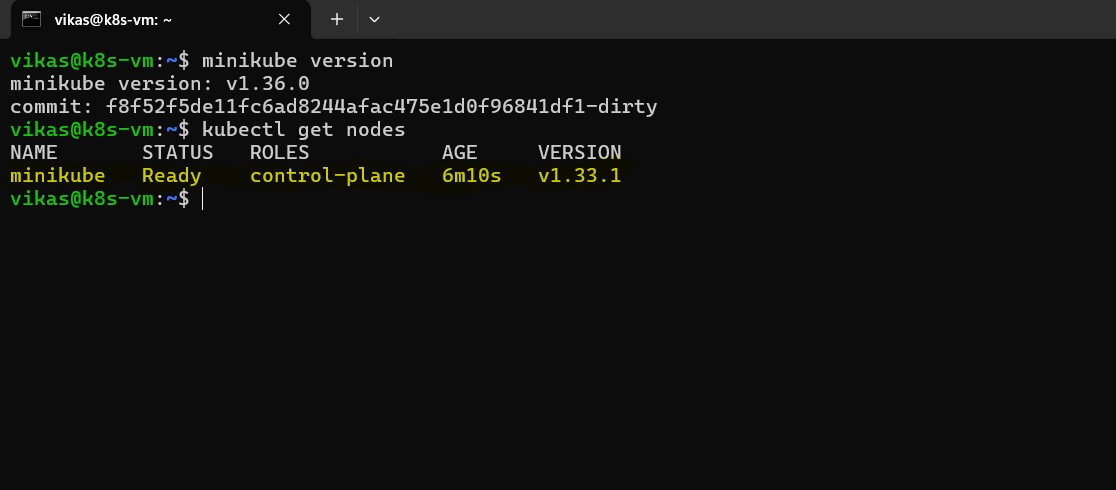 vikas@k8s-vm: ~
vikas@k8s-vm:~$ minikube version
minikube version: v1.36.0
commit: f8f52f5de11fc6ad8244afac475e1d0f96841df1-dirty
vikas@k8s-vm:~$ kubectl get nodes
NAME       STATUS   ROLES           AGE     VERSION
minikube   Ready    control-plane   6m10s   v1.33.1
vikas@k8s-vm:~$